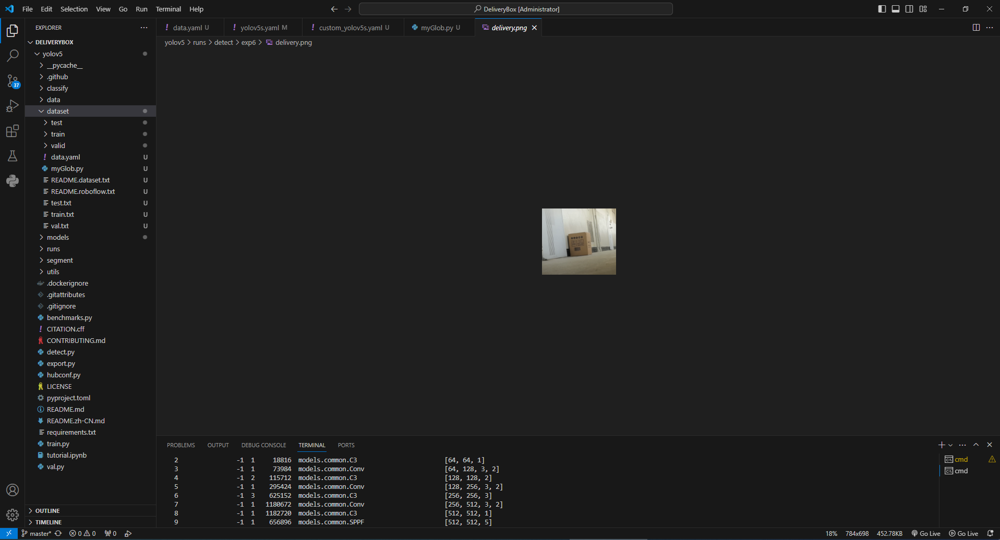 File Edit Selection View Go Run Terminal Help
DeliveryBox [Administrator]
EXPLORER
data.yaml U
yolov5s.yaml M
custom_yolov5s.yaml U
myGlob.py U
delivery.png
yolov5 > runs > detect > exp6 > delivery.png
37
DELIVERYBOX
yolov5
__pycache__
.github
classify
data
dataset
test
train
valid
data.yaml U
myGlob.py U
README.dataset.txt U
README.roboflow.txt U
test.txt U
train.txt U
val.txt U
models
runs
segment
utils
.dockerignore
.gitattributes
.gitignore
benchmarks.py
CITATION.cff
CONTRIBUTING.md
detect.py
export.py
hubconf.py
LICENSE
pyproject.toml
README.md
README.zh-CN.md
requirements.txt
train.py
tutorial.ipynb
val.py
OUTLINE
TIMELINE
PROBLEMS OUTPUT DEBUG CONSOLE TERMINAL PORTS
2 -1 1 18816 models.common.C3 [64, 64, 1]
3 -1 1 73984 models.common.Conv [64, 128, 3, 2]
4 -1 2 115712 models.common.C3 [128, 128, 2]
5 -1 1 295424 models.common.Conv [128, 256, 3, 2]
6 -1 3 625152 models.common.C3 [256, 256, 3]
7 -1 1 1180672 models.common.Conv [256, 512, 3, 2]
8 -1 1 1182720 models.common.C3 [512, 512, 1]
9 -1 1 656896 models.common.SPPF [512, 512, 5]
cmd
cmd
master* 0 0 0
18% 784x698 452.78KB Go Live Go Live